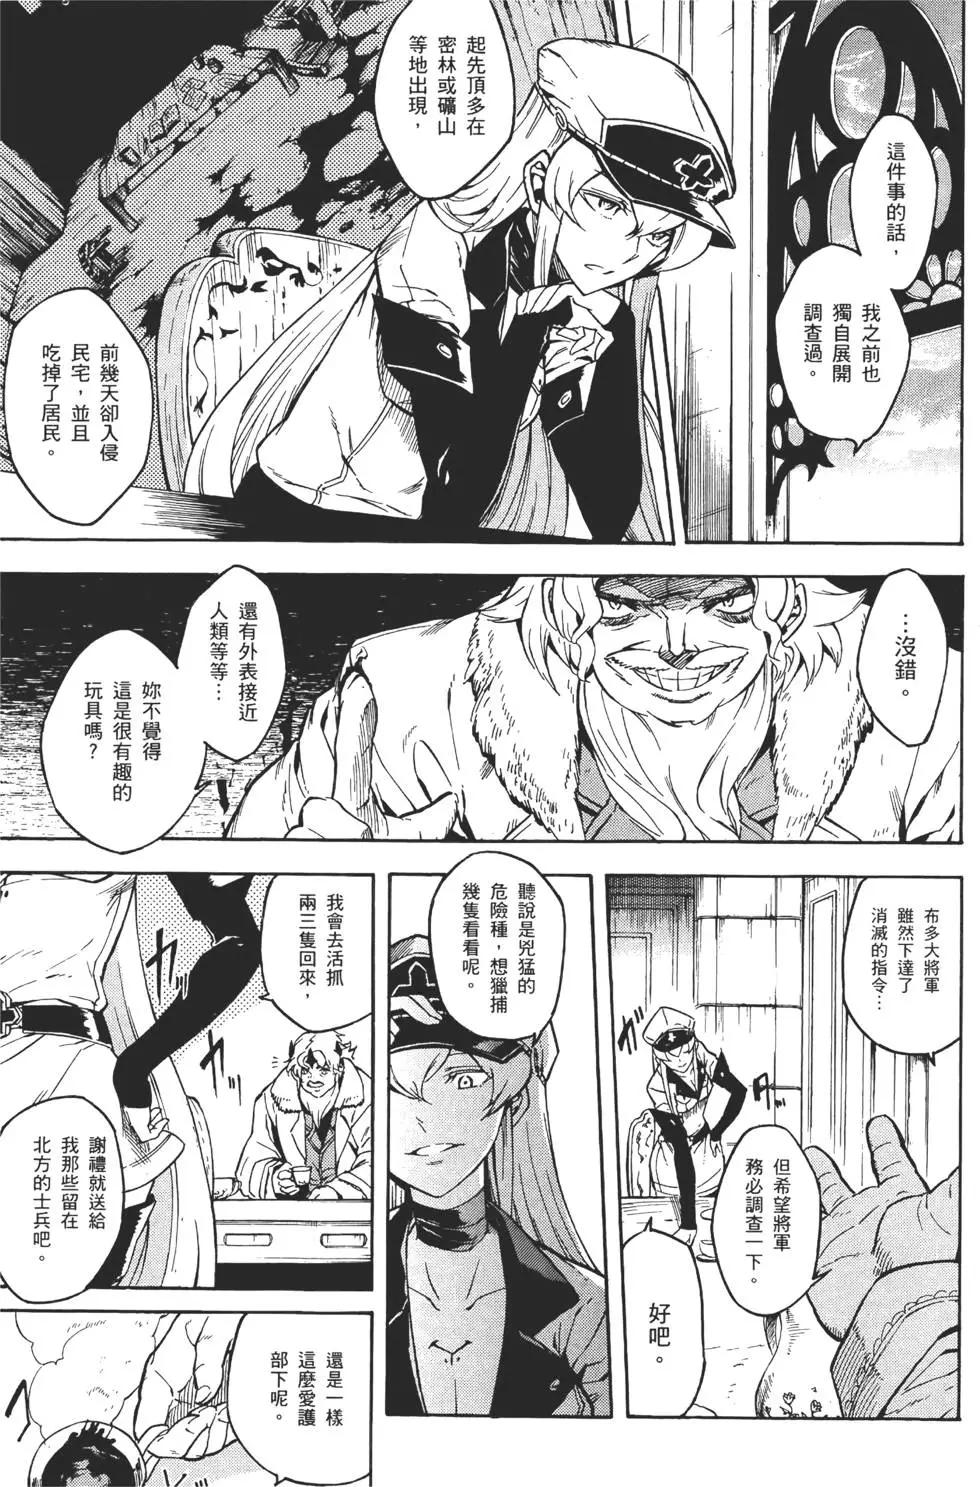 這件事的話，
我之前也
獨自展開
調查過。
起先頂多在
密林或礦山
等地出現，
前幾天卻入侵
民宅，並且
吃掉了居民。
…沒錯。
還有外表接近
人類等等…
妳不覺得
這是很有趣的
玩具嗎？
布多大將軍
雖然下達了
消滅的指令…
但希望將軍
務必調查一下。
好吧。
聽說是兇猛的
危險種，想獵捕
幾隻看看呢。
我會去活抓
兩三隻回來，
謝禮就送給
我那些留在
北方的士兵吧。
還是一樣
這麼愛護
部下呢。